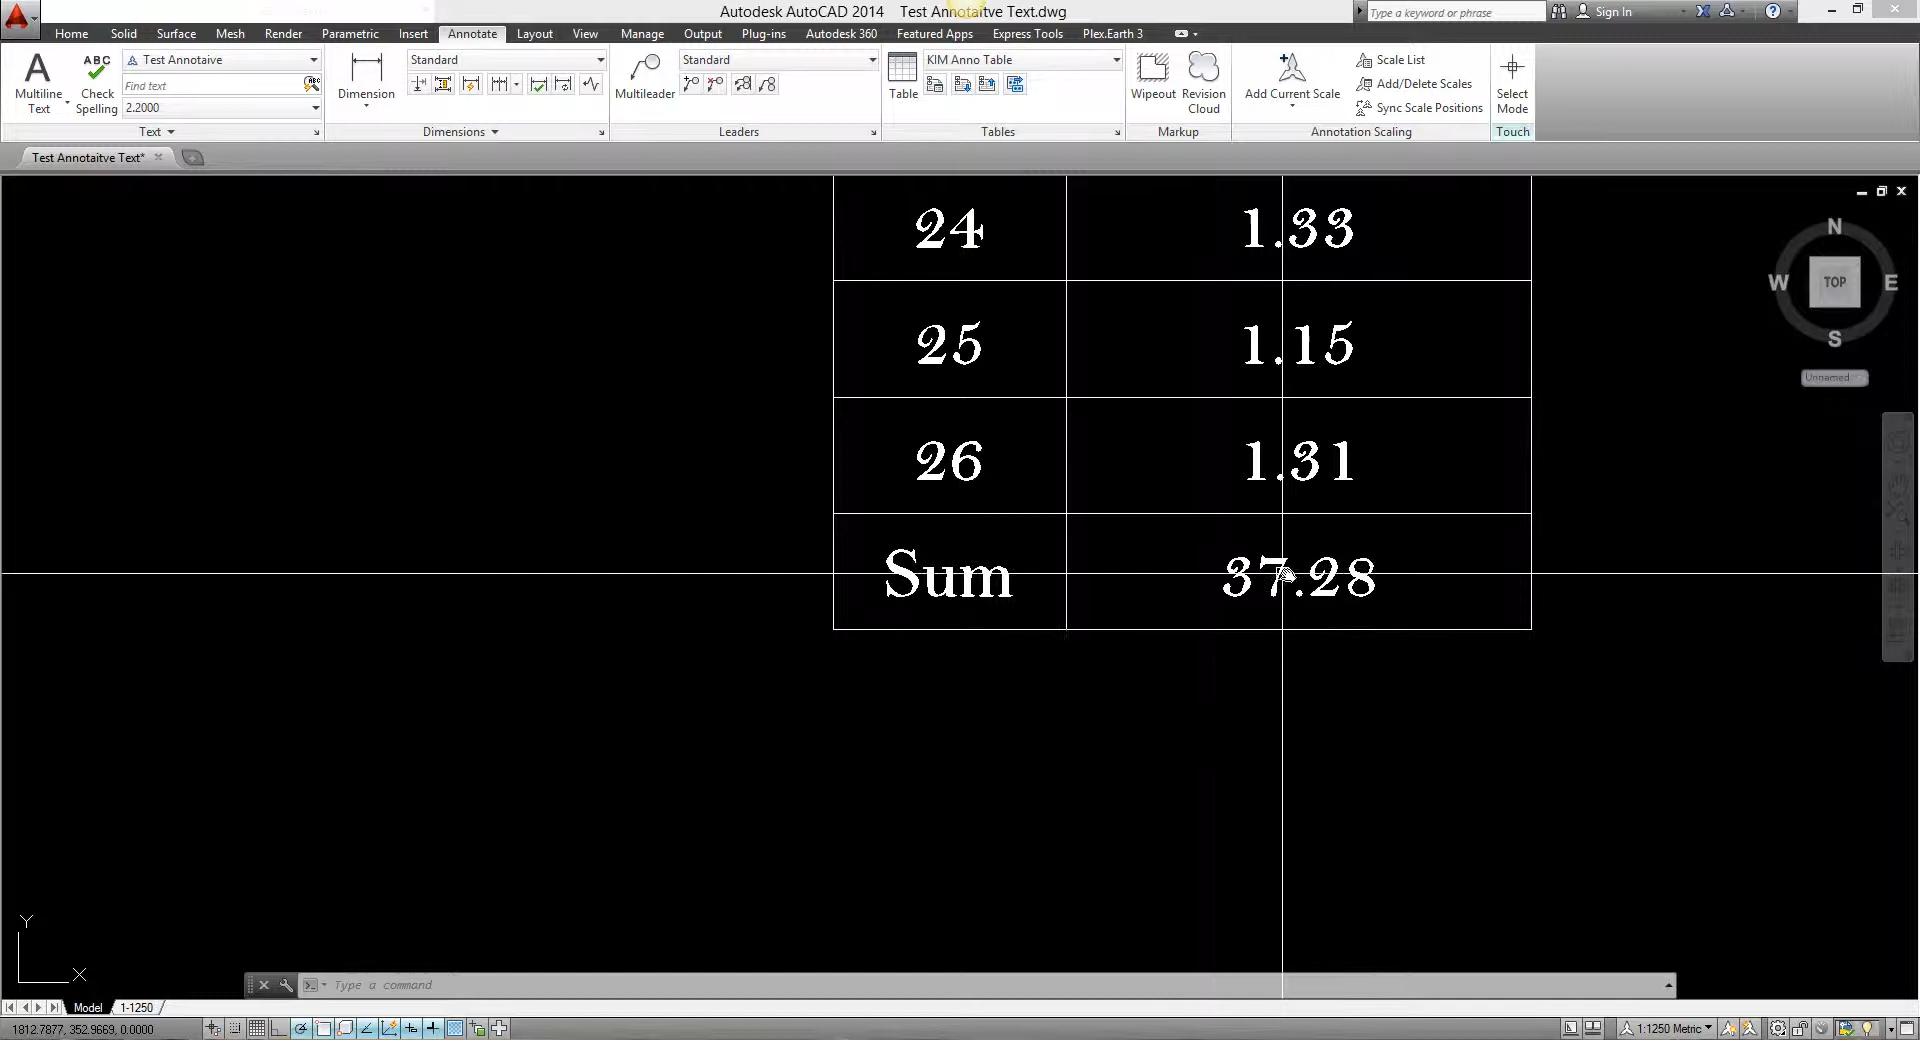 Autodesk AutoCAD 2014 Test Annotaitve Text.dwg
Type a keyword or phrase
Sign In
Home Solid Surface Mesh Render Parametric Insert Annotate Layout View Manage Output Plug-ins Autodesk 360 Featured Apps Express Tools Plex.Earth 3
Multiline Text
ABC
Check Spelling
Test Annotaive
Find text
2.2000
Text
Dimension
Standard
Dimensions
Multileader
Standard
Leaders
Table
KIM Anno Table
Tables
Wipeout
Revision Cloud
Markup
Add Current Scale
Scale List
Add/Delete Scales
Sync Scale Positions
Annotation Scaling
Select Mode
Touch
Test Annotaitve Text*
24 1.33
25 1.15
26 1.31
Sum 37.28
N
W TOP E
S
Unnamed
Y
X
Type a command
Model 1-1250
1812.7877, 352.9669, 0.0000
1:1250 Metric